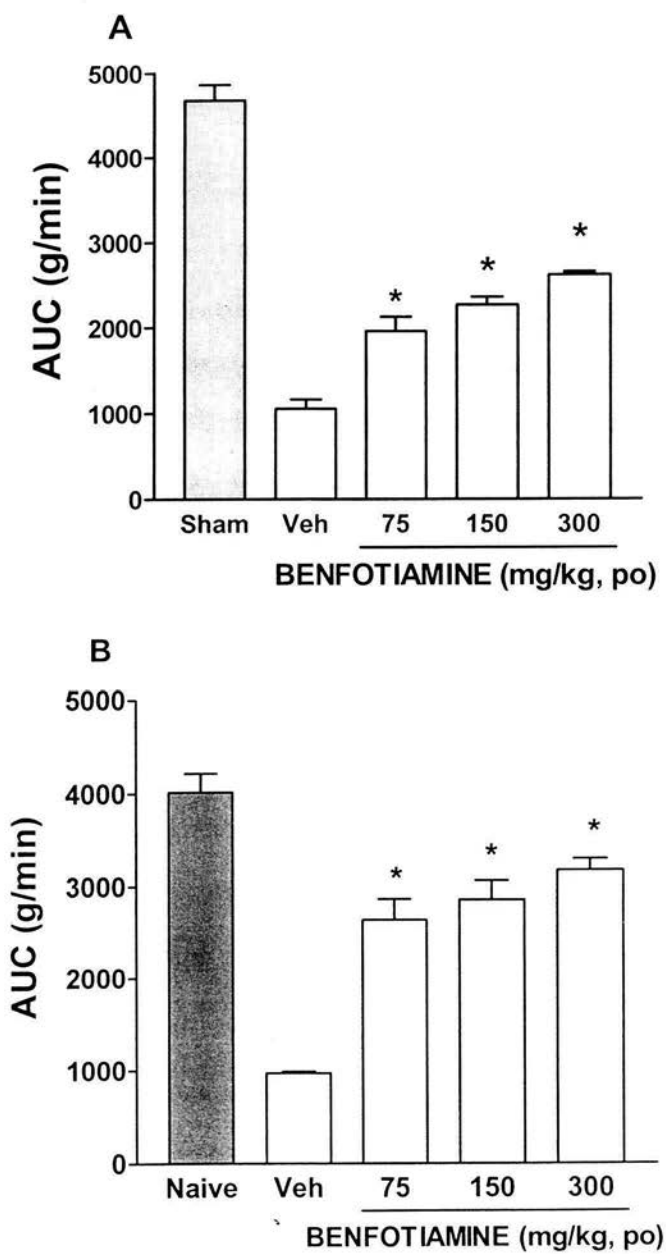 A
5000
4000
3000
2000
1000
0
AUC (g/min)
*
*
*
Sham Veh 75 150 300
BENFOTIAMINE (mg/kg, po)
B
5000
4000
3000
2000
1000
0
AUC (g/min)
*
*
*
Naive Veh 75 150 300
BENFOTIAMINE (mg/kg, po)